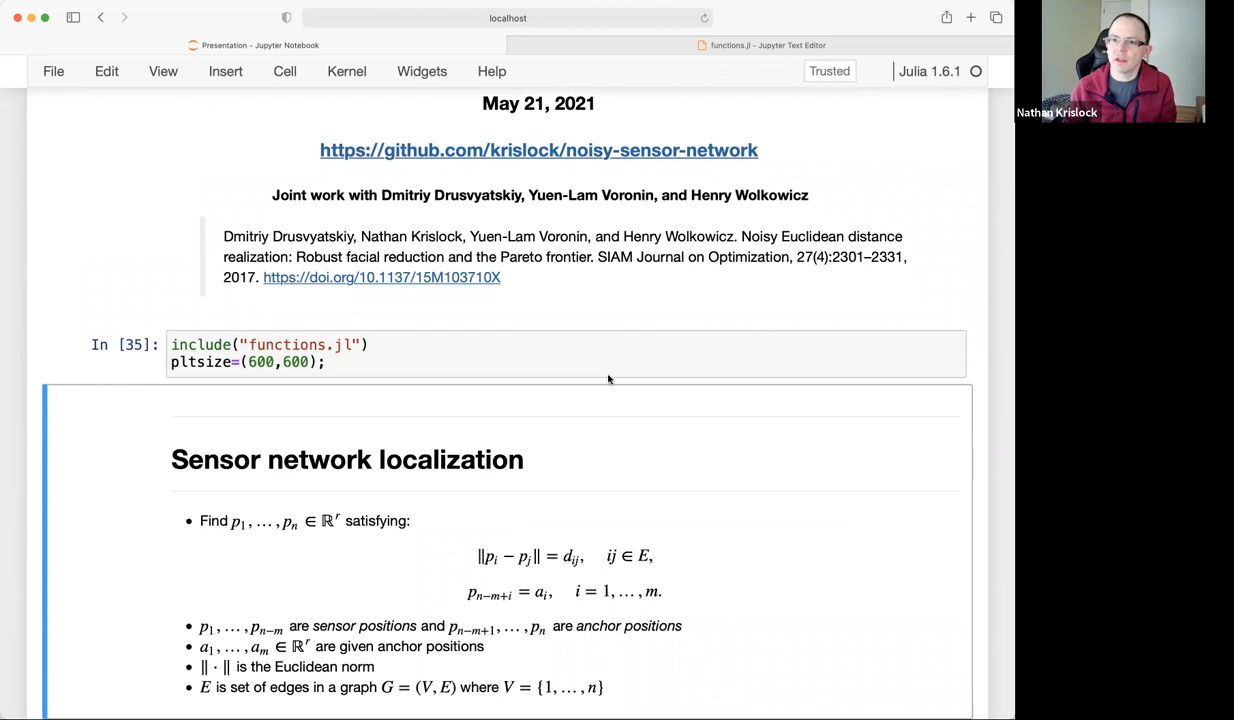 localhost
Presentation - Jupyter Notebook
functions.jl - Jupyter Text Editor
File Edit View Insert Cell Kernel Widgets Help Trusted Julia 1.6.1
Nathan Krislock
May 21, 2021
https://github.com/krislock/noisy-sensor-network
Joint work with Dmitriy Drusvyatskiy, Yuen-Lam Voronin, and Henry Wolkowicz
Dmitriy Drusvyatskiy, Nathan Krislock, Yuen-Lam Voronin, and Henry Wolkowicz. Noisy Euclidean distance
realization: Robust facial reduction and the Pareto frontier. SIAM Journal on Optimization, 27(4):2301–2331,
2017. https://doi.org/10.1137/15M103710X
In [35]: include("functions.jl")
pltsize=(600,600);
Sensor network localization
• Find p₁, …, pₙ ∈ ℝʳ satisfying:
‖pᵢ − pⱼ‖ = dᵢⱼ, ij ∈ E,
pₙ₋ₘ₊ᵢ = aᵢ, i = 1, …, m.
• p₁, …, pₙ₋ₘ are sensor positions and pₙ₋ₘ₊₁, …, pₙ are anchor positions
• a₁, …, aₘ ∈ ℝʳ are given anchor positions
• ‖ · ‖ is the Euclidean norm
• E is set of edges in a graph G = (V, E) where V = {1, …, n}